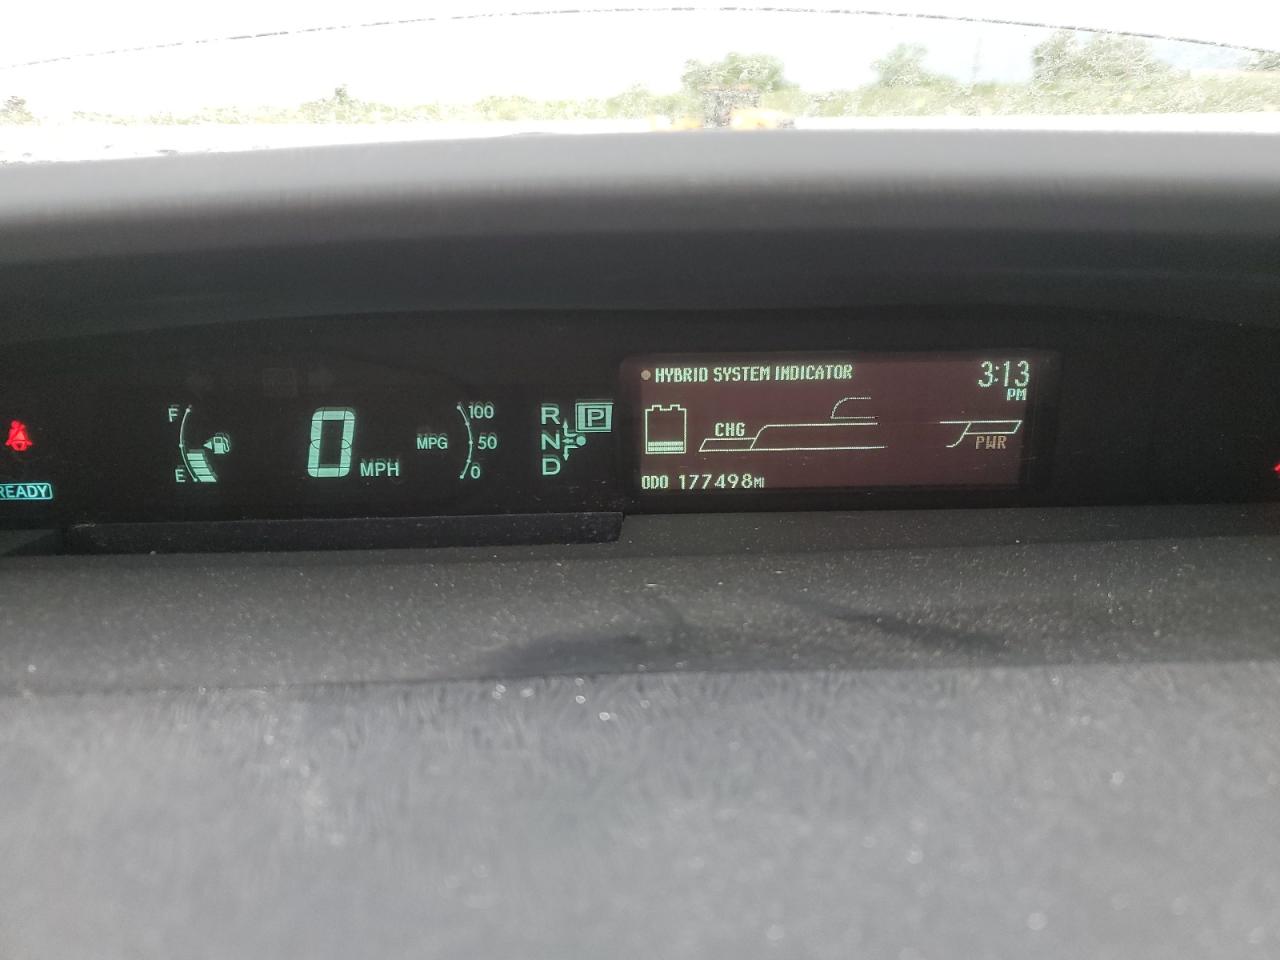 READY
F
E
0 MPH
MPG
100
50
0
R
P
N
D
HYBRID SYSTEM INDICATOR
3:13 PM
CHG
PWR
ODO 177498MI